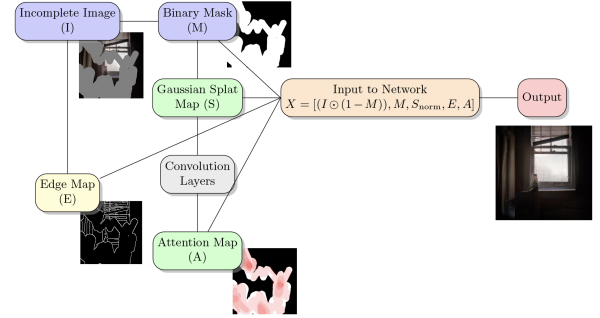 Incomplete Image
(I)
Binary Mask
(M)
Gaussian Splat
Map (S)
Input to Network
X = [(I ⊙ (1 − M)), M, S_norm, E, A]
Output
Convolution
Layers
Edge Map
(E)
Attention Map
(A)